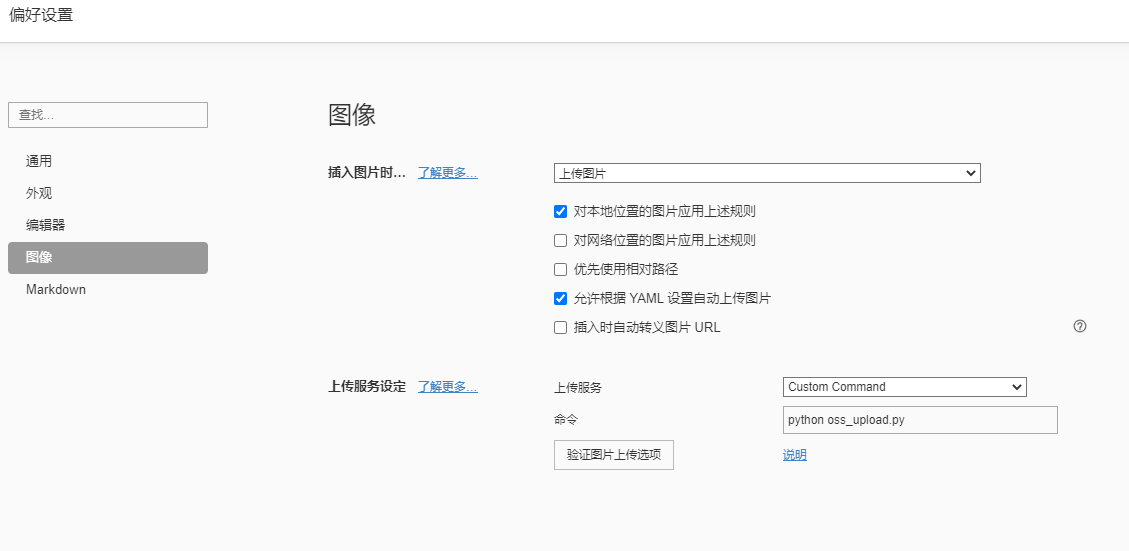 偏好设置
查找...
通用
外观
编辑器
图像
Markdown
图像
插入图片时... 了解更多... 上传图片
对本地位置的图片应用上述规则
对网络位置的图片应用上述规则
优先使用相对路径
允许根据 YAML 设置自动上传图片
插入时自动转义图片 URL ?
上传服务设定 了解更多... 上传服务 Custom Command
命令 python oss_upload.py
验证图片上传选项 说明